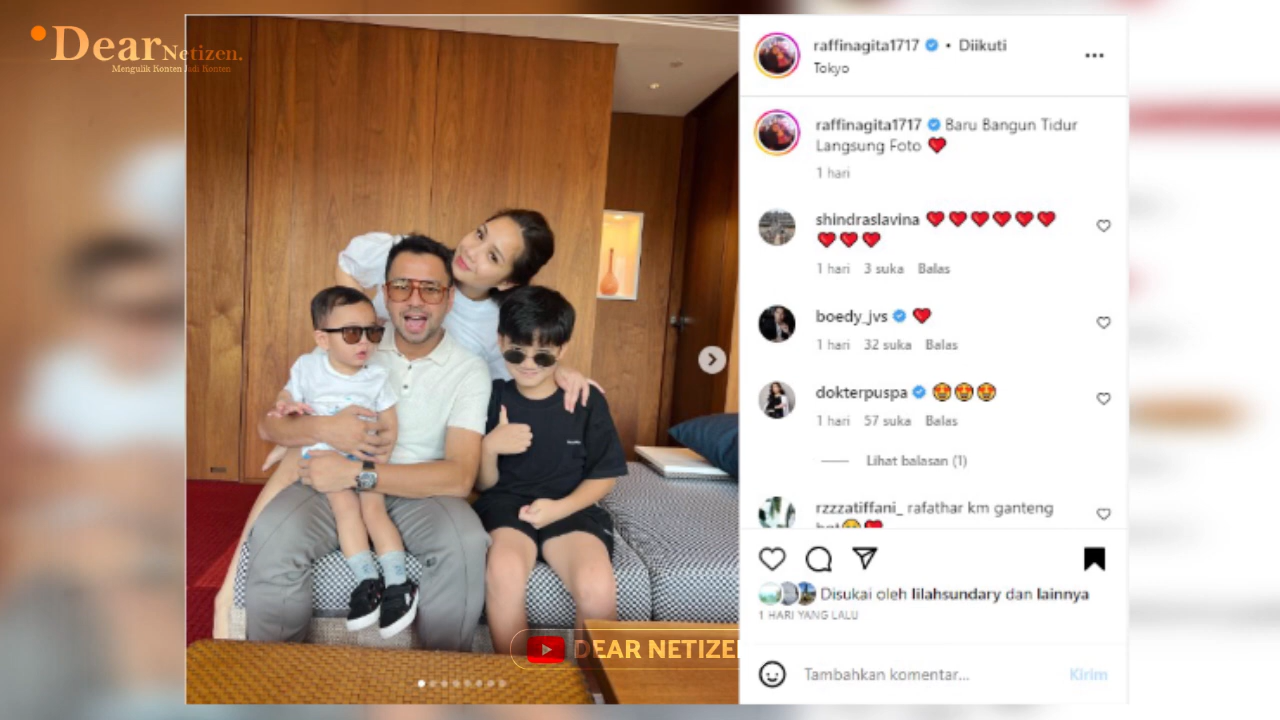 Dear Netizen.
Mengulik Konten Jadi Konten
raffinagita1717 • Diikuti
Tokyo
raffinagita1717 Baru Bangun Tidur
Langsung Foto ❤️
1 hari
shindraslavina ❤️❤️❤️❤️❤️❤️
❤️❤️❤️
1 hari 3 suka Balas
boedy_jvs ❤️
1 hari 32 suka Balas
dokterpuspa 😍😍😍
1 hari 57 suka Balas
Lihat balasan (1)
rzzzatiffani_ rafathar km ganteng
Disukai oleh lilahsundary dan lainnya
1 HARI YANG LALU
DEAR NETIZE
Tambahkan komentar...
Kirim